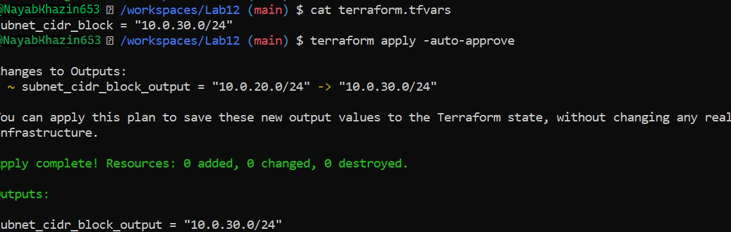 @NayabKhazin653 /workspaces/Lab12 (main) $ cat terraform.tfvars
ubnet_cidr_block = "10.0.30.0/24"
@NayabKhazin653 /workspaces/Lab12 (main) $ terraform apply -auto-approve
hanges to Outputs:
~ subnet_cidr_block_output = "10.0.20.0/24" -> "10.0.30.0/24"
ou can apply this plan to save these new output values to the Terraform state, without changing any real
nfrastructure.
pply complete! Resources: 0 added, 0 changed, 0 destroyed.
utputs:
ubnet_cidr_block_output = "10.0.30.0/24"